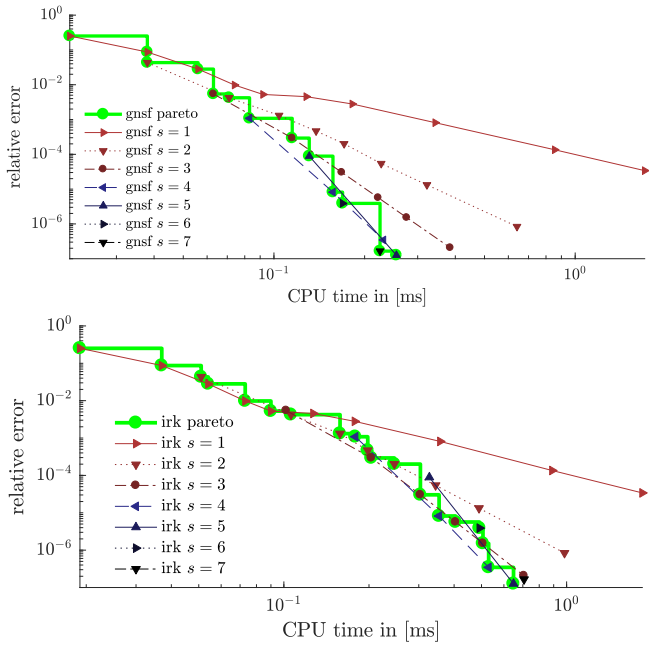 10^0
10^-2
10^-4
10^-6
relative error
gnsf pareto
gnsf s = 1
gnsf s = 2
gnsf s = 3
gnsf s = 4
gnsf s = 5
gnsf s = 6
gnsf s = 7
10^-1 10^0
CPU time in [ms]
10^0
10^-2
10^-4
10^-6
relative error
irk pareto
irk s = 1
irk s = 2
irk s = 3
irk s = 4
irk s = 5
irk s = 6
irk s = 7
10^-1 10^0
CPU time in [ms]